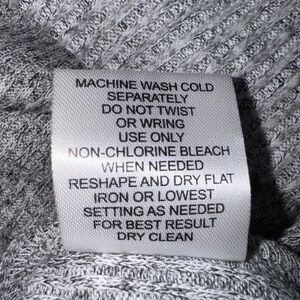 MACHINE WASH COLD
SEPARATELY
DO NOT TWIST
OR WRING
USE ONLY
NON-CHLORINE BLEACH
WHEN NEEDED
RESHAPE AND DRY FLAT
IRON OR LOWEST
SETTING AS NEEDED
FOR BEST RESULT
DRY CLEAN